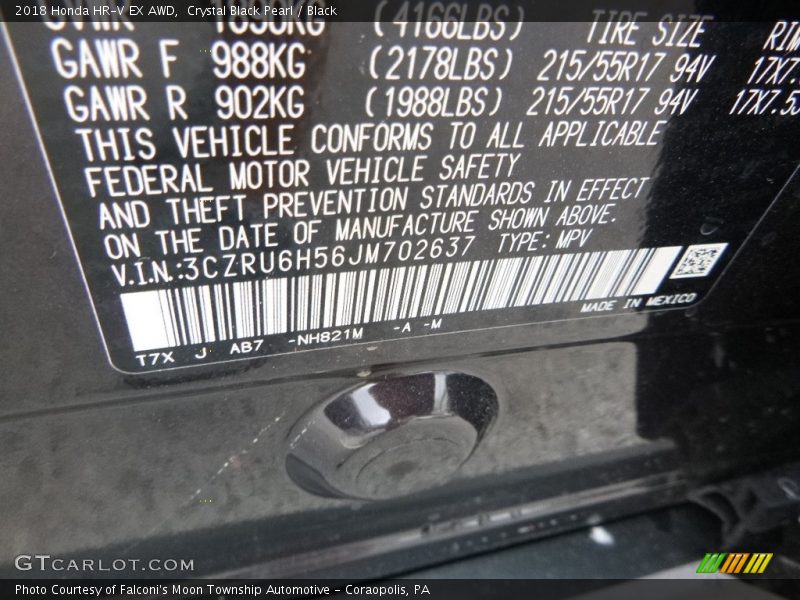 2018 Honda HR-V EX AWD, Crystal Black Pearl / Black
(4166LBS) TIRE SIZE
GAWR F 988KG (2178LBS) 215/55R17 94V
GAWR R 902KG (1988LBS) 215/55R17 94V
THIS VEHICLE CONFORMS TO ALL APPLICABLE
FEDERAL MOTOR VEHICLE SAFETY
AND THEFT PREVENTION STANDARDS IN EFFECT
ON THE DATE OF MANUFACTURE SHOWN ABOVE.
V.I.N.:3CZRU6H56JM702637 TYPE: MPV
MADE IN MEXICO
T7X J AB7 -NH821M -A -M
GTCARLOT.COM
Photo Courtesy of Falconi's Moon Township Automotive - Coraopolis, PA